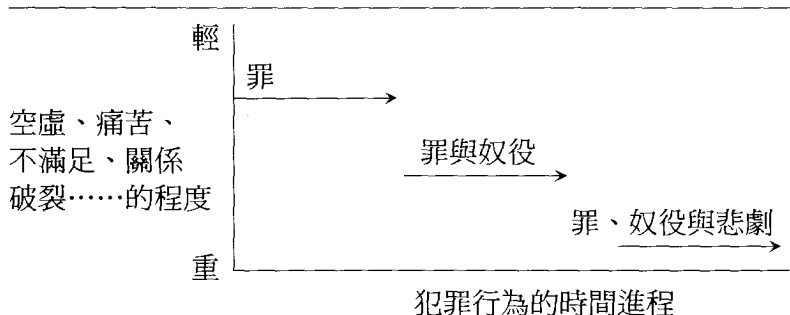 輕
罪
空虛、痛苦、
不滿足、關係
破裂……的程度
罪與奴役
罪、奴役與悲劇
重
犯罪行為的時間進程